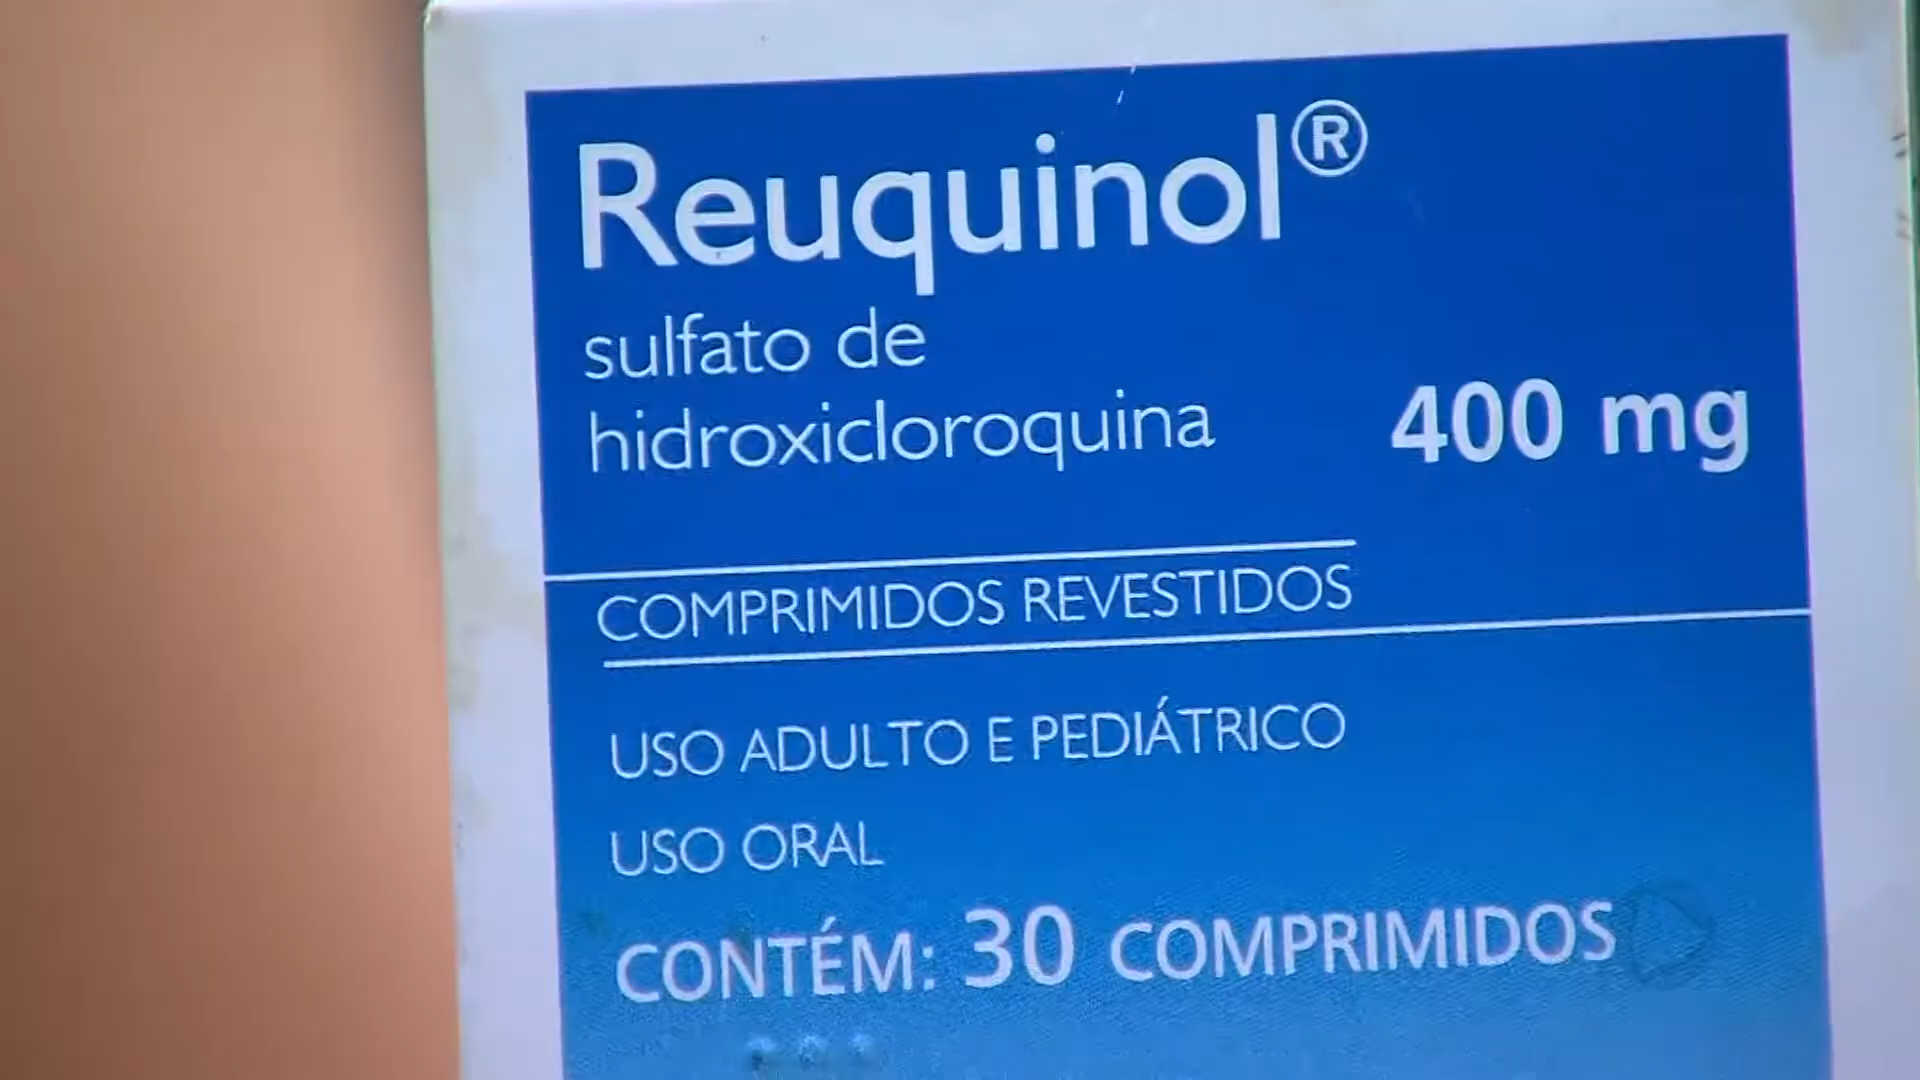 Reuquinol®
sulfato de
hidroxicloroquina 400 mg
COMPRIMIDOS REVESTIDOS
USO ADULTO E PEDIÁTRICO
USO ORAL
CONTÉM: 30 COMPRIMIDOS